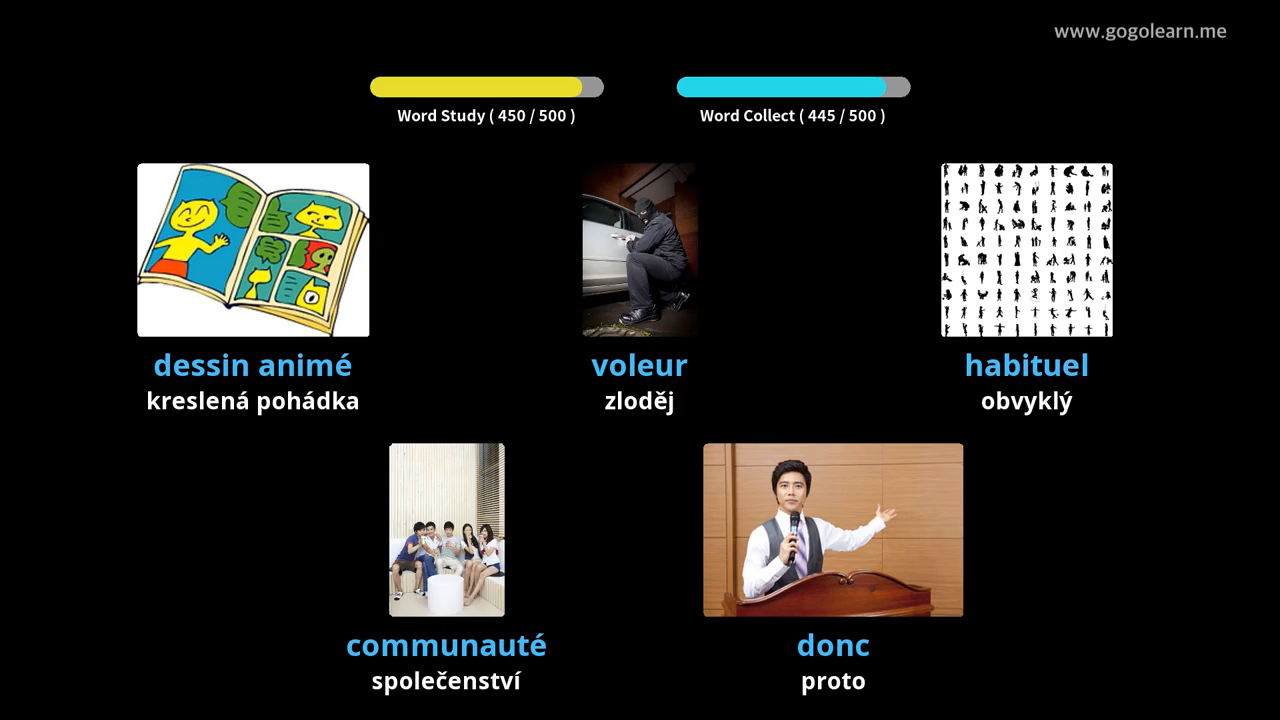 www.gogolearn.me
Word Study ( 450 / 500 )
Word Collect ( 445 / 500 )
dessin animé
kreslená pohádka
voleur
zloděj
habituel
obvyklý
communauté
společenství
donc
proto